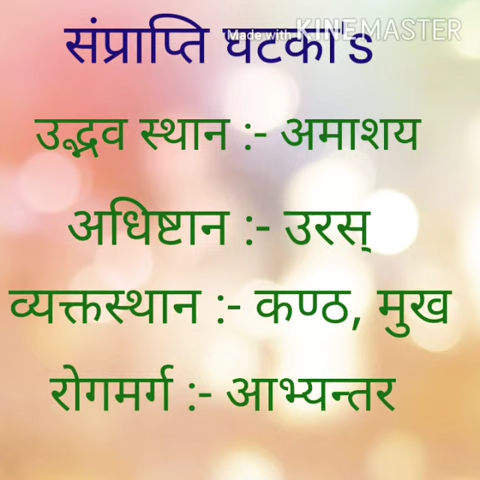 संप्राप्ति घटका's
Made with KINEMASTER
उद्भव स्थान :- अमाशय
अधिष्टान :- उरस्
व्यक्तस्थान :- कण्ठ, मुख
रोगमर्ग :- आभ्यन्तर